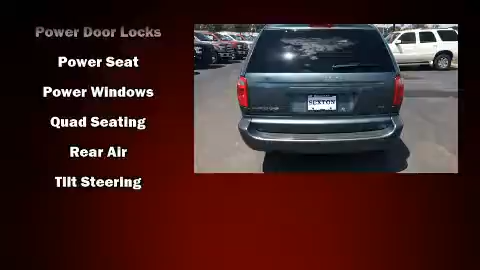 Power Door Locks
Power Seat
Power Windows
Quad Seating
Rear Air
Tilt Steering
SEXTON